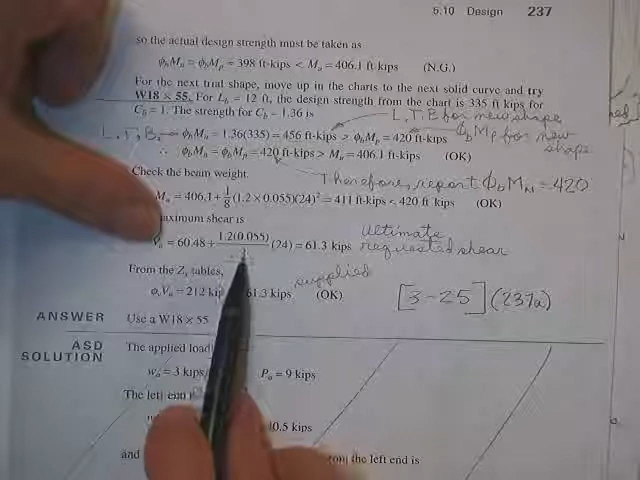 5.10 Design 237
so the actual design strength must be taken as
ϕbMn = ϕbMp = 398 ft-kips < Mu = 406.1 ft-kips (N.G.)
For the next trial shape, move up in the charts to the next solid curve and try
W18 × 55. For Lb = 12 ft, the design strength from the chart is 335 ft-kips for
Cb = 1. The strength for Cb = 1.36 is
L.T.B for new shape
L.T.B. ϕbMn = 1.36(335) = 456 ft-kips > ϕbMp = 420 ft-kips
ϕbMp for new shape
∴ ϕbMn = ϕbMp = 420 ft-kips > Mu = 406.1 ft-kips (OK)
Check the beam weight.
Therefore, report ϕbMn = 420
Mu = 406.1 + 1/8 (1.2 × 0.055)(24)² = 411 ft-kips < 420 ft-kips (OK)
aximum shear is
Vu = 60.48 + 1.2(0.055)/ (24) = 61.3 kips
Ultimate
requested shear
From the Zx tables,
supplied
ϕvVn = 212 kip 61.3 kips (OK)
[3-25] (237a)
ANSWER Use a W18 × 55
ASD
SOLUTION
The applied load
wa = 3 kips/ Pa = 9 kips
The left end
0.5 kips
and from the left end is